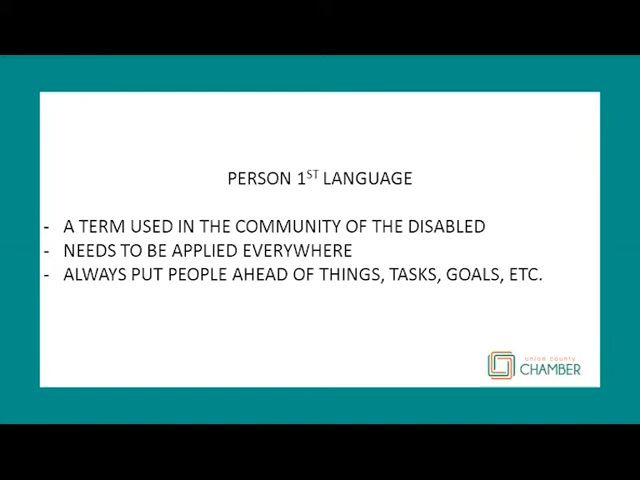 PERSON 1ST LANGUAGE
- A TERM USED IN THE COMMUNITY OF THE DISABLED
- NEEDS TO BE APPLIED EVERYWHERE
- ALWAYS PUT PEOPLE AHEAD OF THINGS, TASKS, GOALS, ETC.
union county
CHAMBER